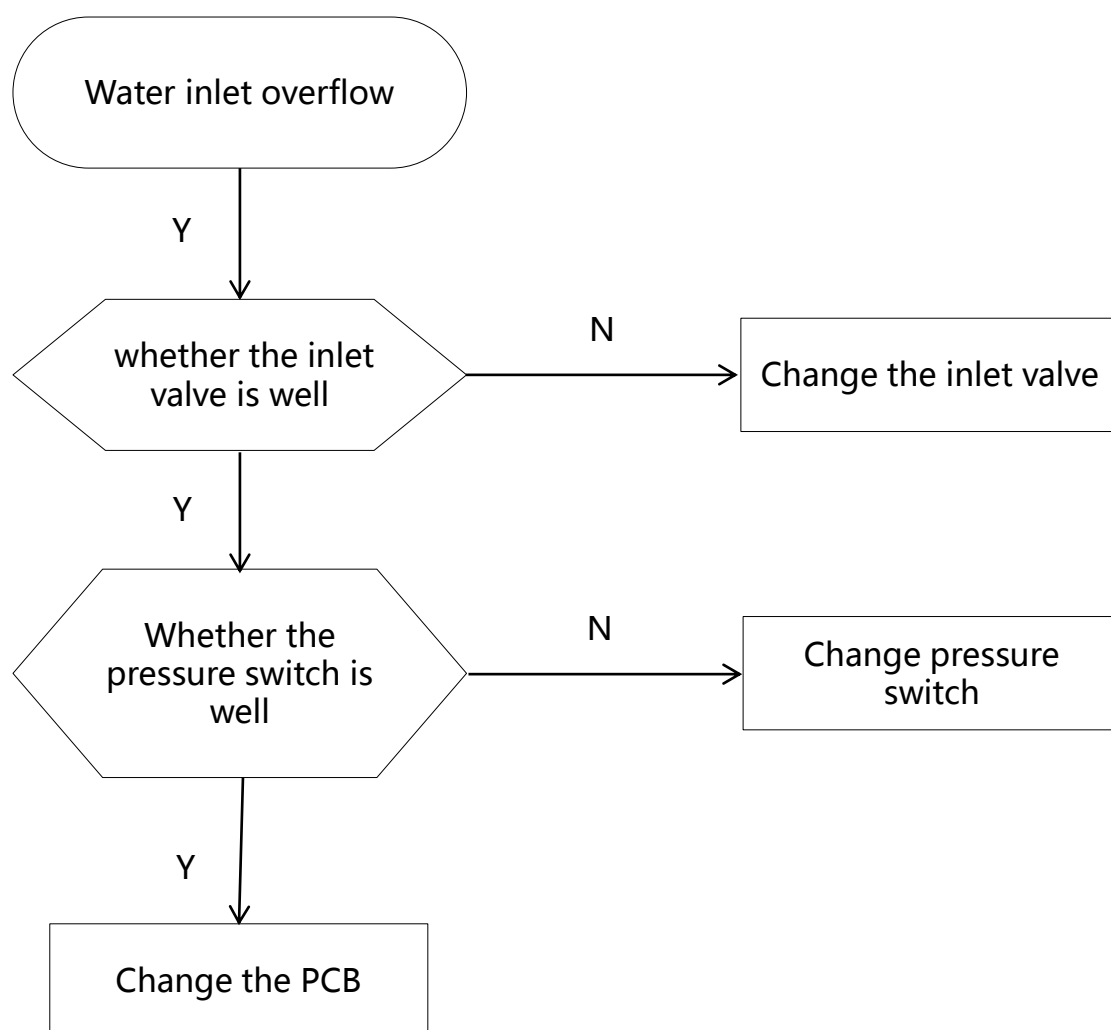 Water inlet overflow
Y
whether the inlet
valve is well
N
Change the inlet valve
Y
Whether the
pressure switch is
well
N
Change pressure
switch
Y
Change the PCB